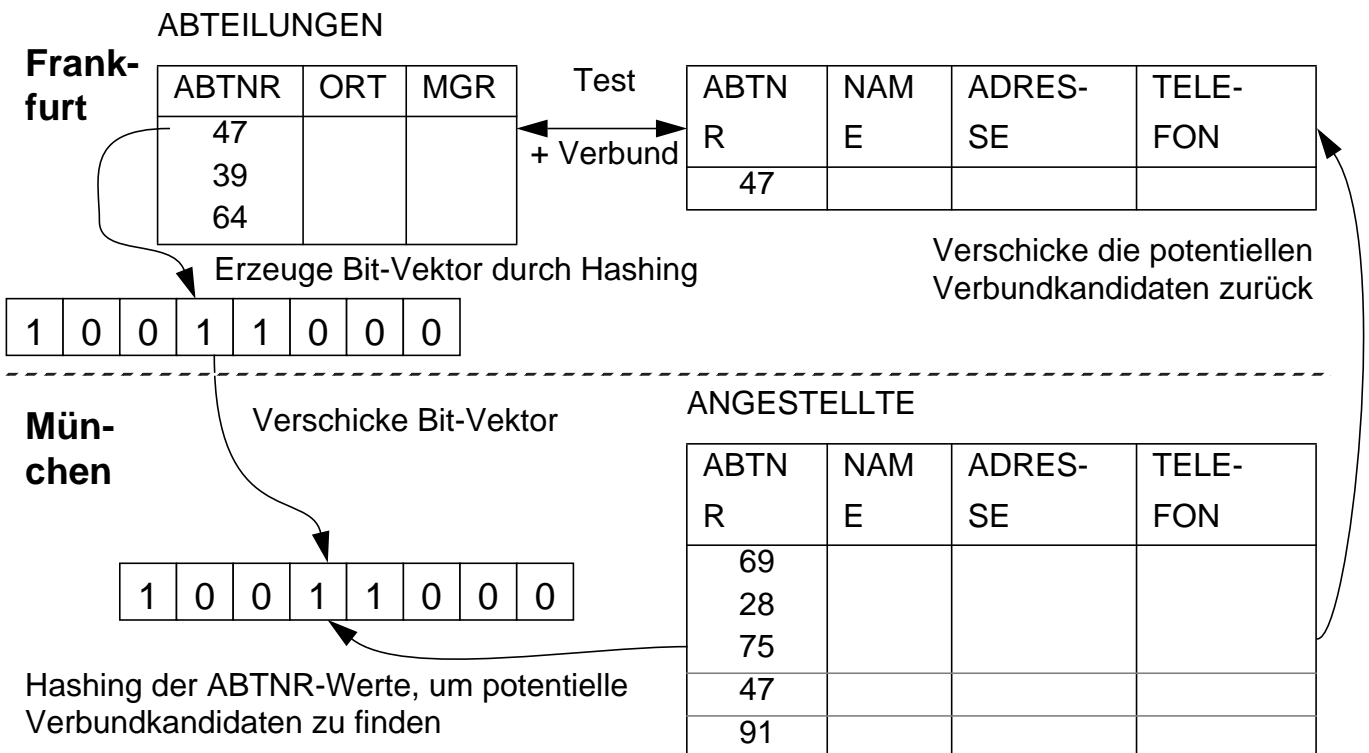 ABTEILUNGEN
Frank-
furt
ABTNR ORT MGR
47
39
64
Test
+ Verbund
ABTN NAM ADRES- TELE-
R E SE FON
47
Erzeuge Bit-Vektor durch Hashing
Verschicke die potentiellen
Verbundkandidaten zurück
1 0 0 1 1 0 0 0
Mün-
chen
Verschicke Bit-Vektor
ANGESTELLTE
ABTN NAM ADRES- TELE-
R E SE FON
69
28
75
47
91
1 0 0 1 1 0 0 0
Hashing der ABTNR-Werte, um potentielle
Verbundkandidaten zu finden